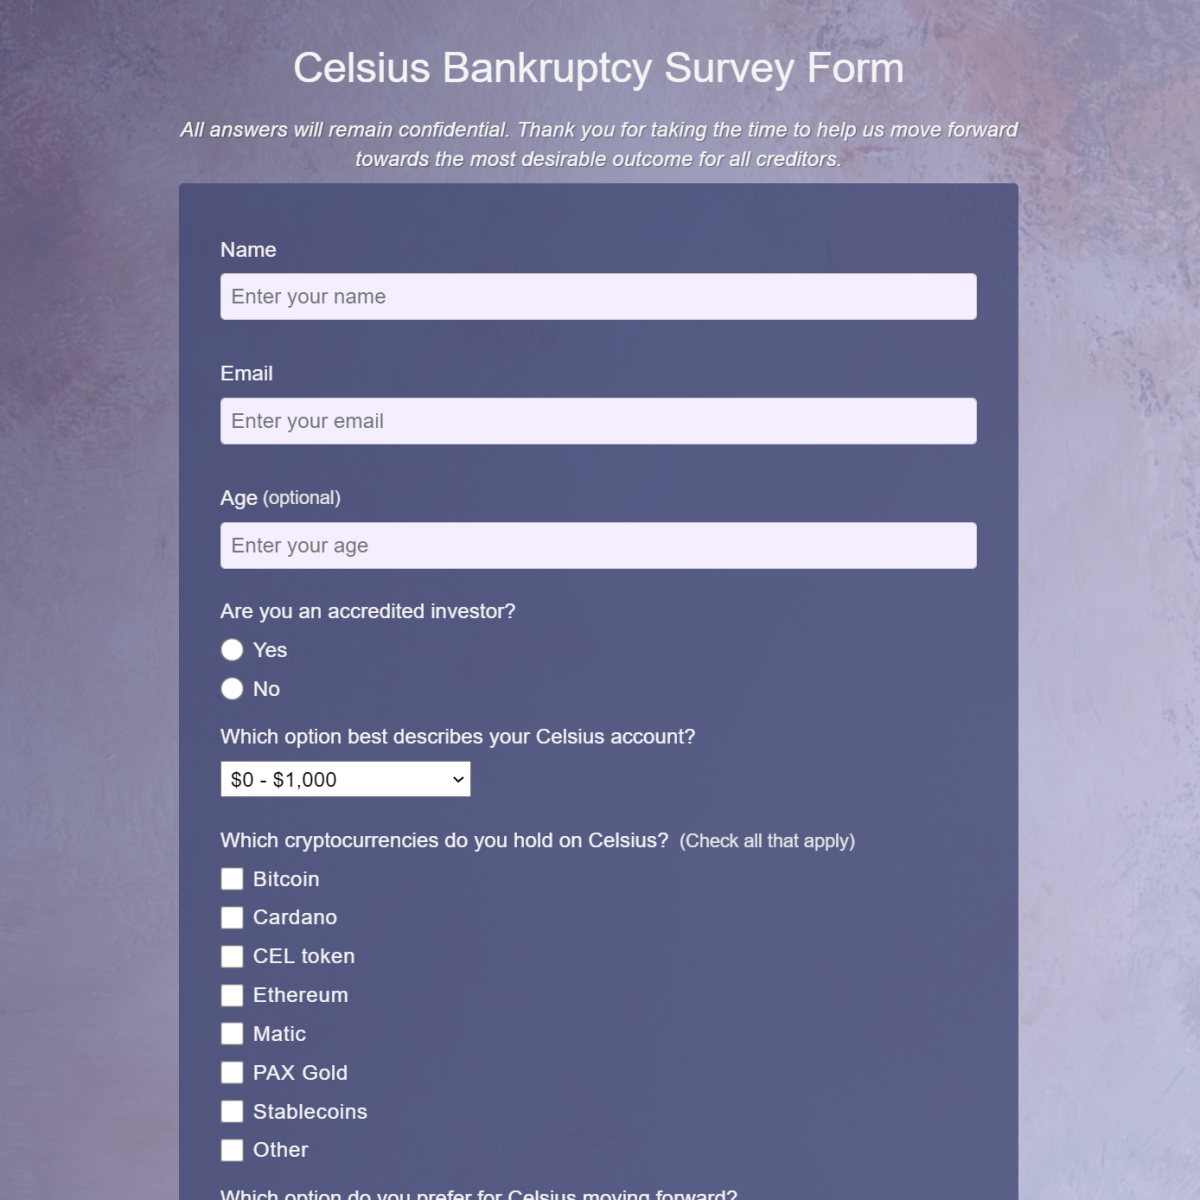 Celsius Bankruptcy Survey Form
All answers will remain confidential. Thank you for taking the time to help us move forward
towards the most desirable outcome for all creditors.
Name
Enter your name
Email
Enter your email
Age (optional)
Enter your age
Are you an accredited investor?
Yes
No
Which option best describes your Celsius account?
$0 - $1,000
Which cryptocurrencies do you hold on Celsius? (Check all that apply)
Bitcoin
Cardano
CEL token
Ethereum
Matic
PAX Gold
Stablecoins
Other
Which option do you prefer for Celsius moving forward?